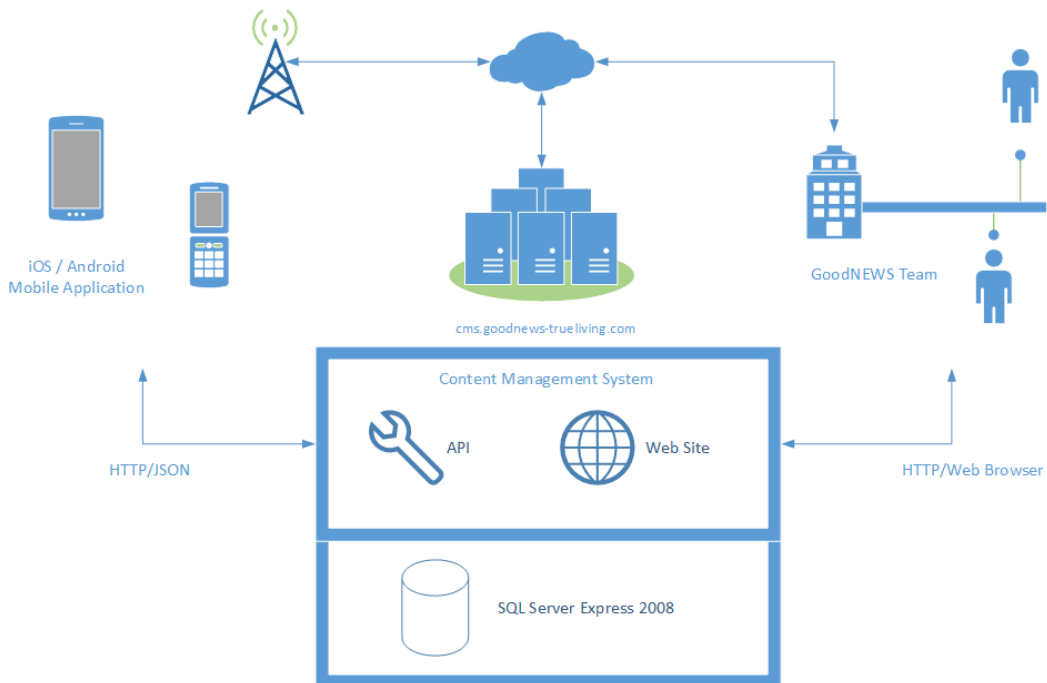 iOS / Android
Mobile Application
GoodNEWS Team
cms.goodnews-trueliving.com
Content Management System
API
Web Site
HTTP/JSON
HTTP/Web Browser
SQL Server Express 2008